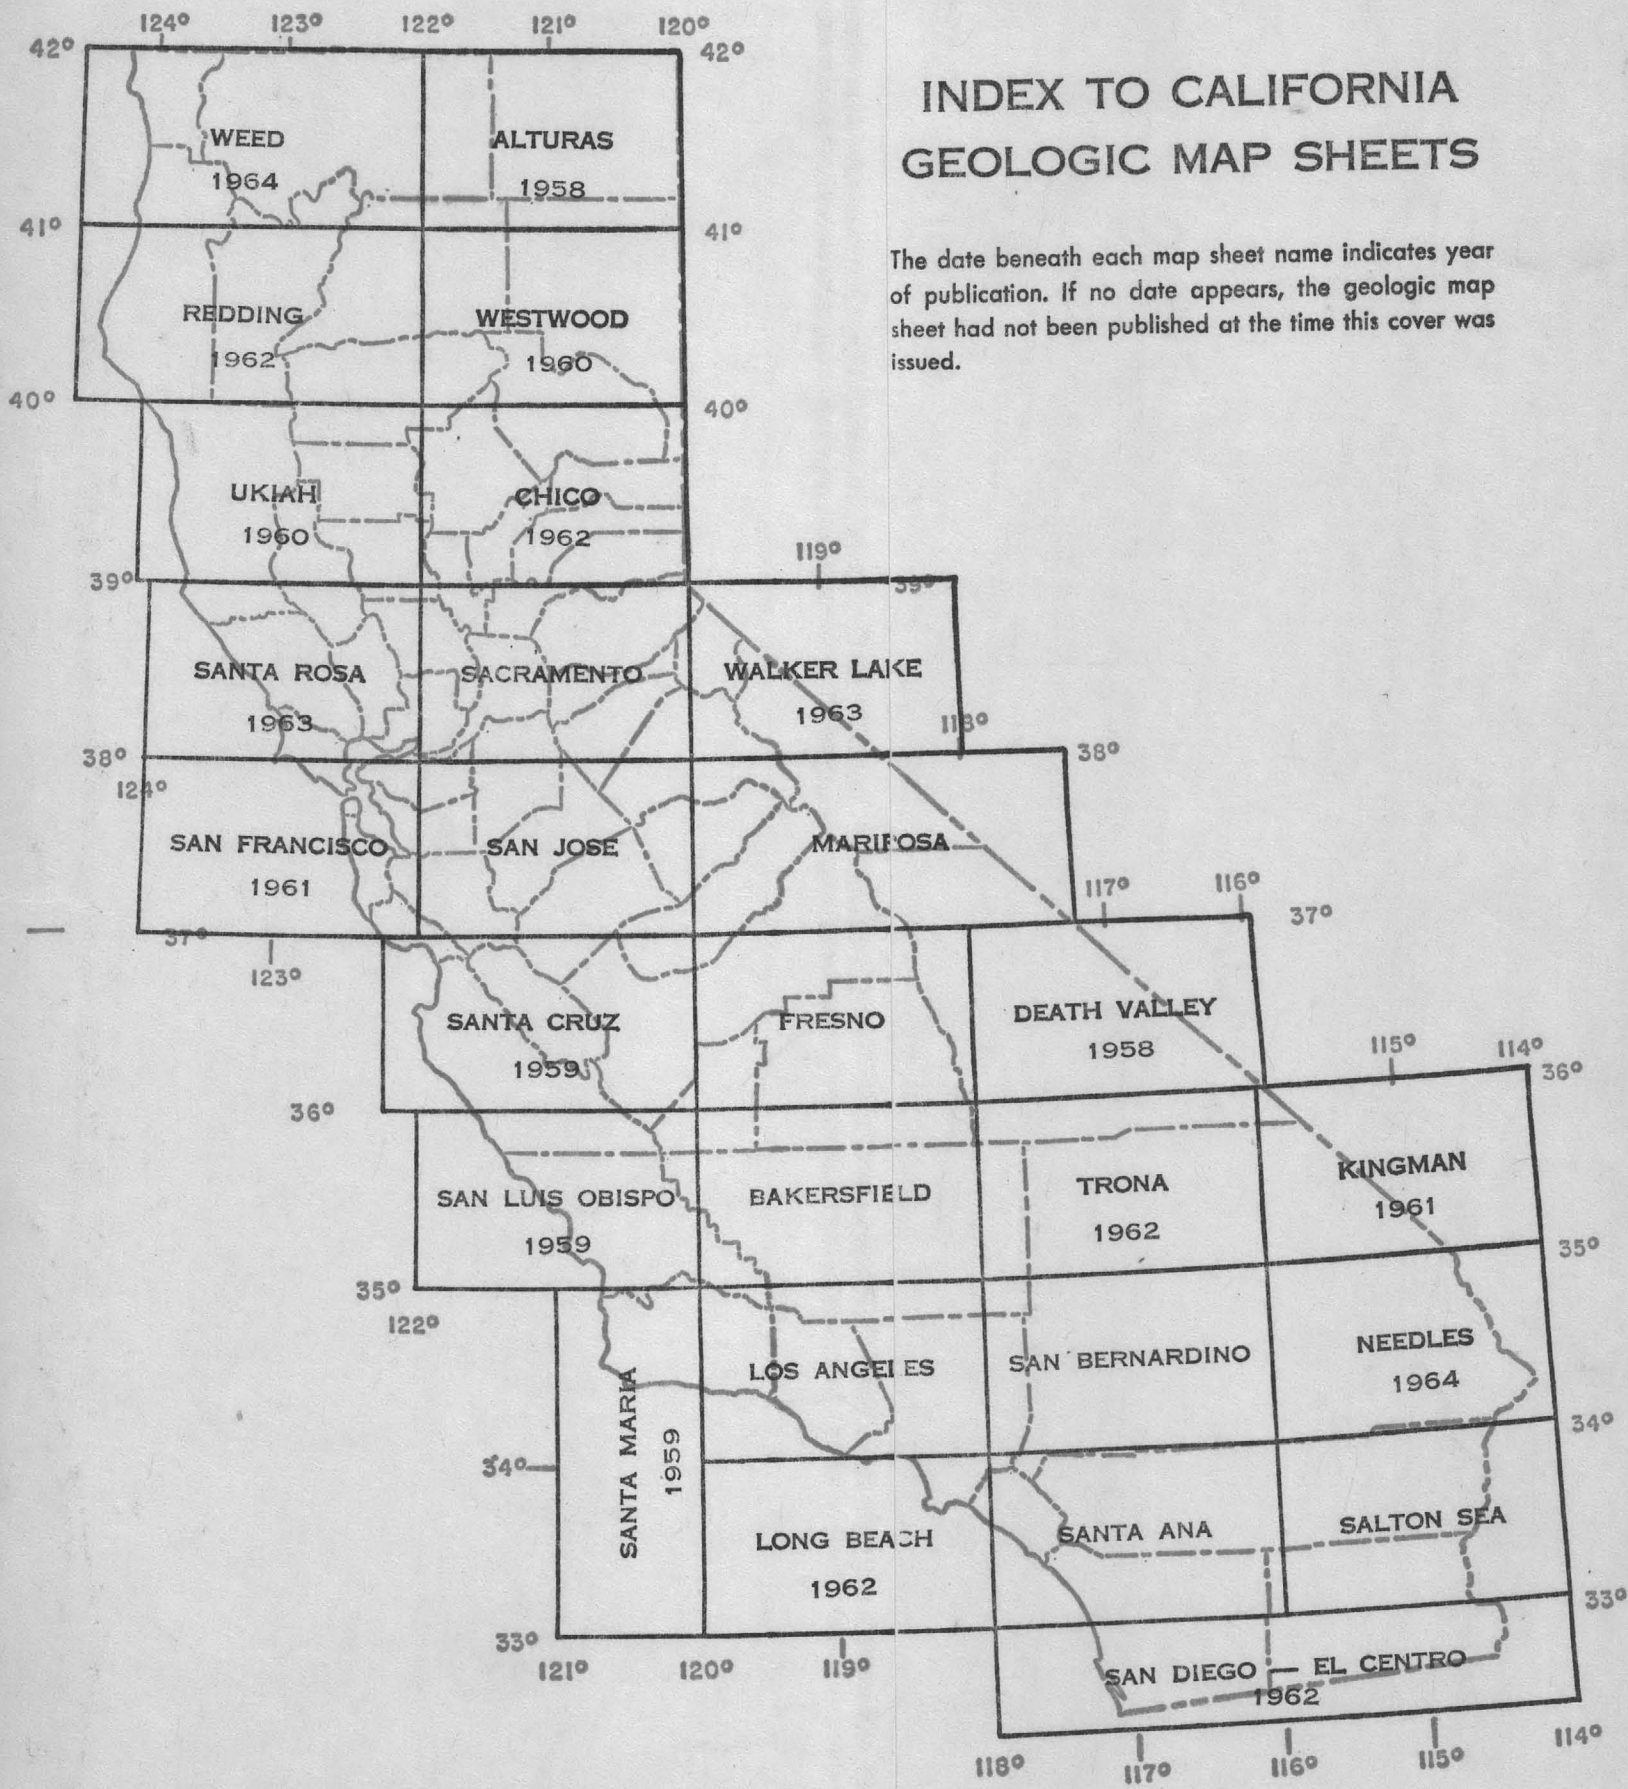 124° 123° 122° 121° 120°
42° 42°
INDEX TO CALIFORNIA
GEOLOGIC MAP SHEETS
WEED ALTURAS
1964 1958
41° 41°
The date beneath each map sheet name indicates year
of publication. If no date appears, the geologic map
sheet had not been published at the time this cover was
issued.
REDDING WESTWOOD
1962 1960
40° 40°
UKIAH CHICO
1960 1962
119°
39° 39°
SANTA ROSA SACRAMENTO WALKER LAKE
1963 1963
118°
38° 38°
124°
SAN FRANCISCO SAN JOSE MARIPOSA
1961
117° 116°
37° 37°
123°
SANTA CRUZ FRESNO DEATH VALLEY
1959 1958
115° 114°
36° 36°
SAN LUIS OBISPO BAKERSFIELD TRONA KINGMAN
1959 1962 1961
35° 35°
122°
SANTA MARIA
1959
LOS ANGELES SAN BERNARDINO NEEDLES
1964
34° 34°
LONG BEACH SANTA ANA SALTON SEA
1962
33° 33°
121° 120° 119°
SAN DIEGO — EL CENTRO
1962
118° 117° 116° 115° 114°